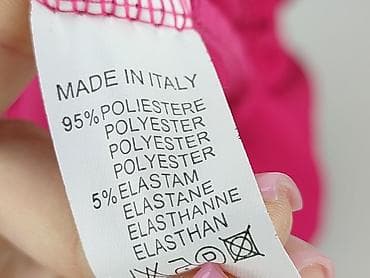 MADE IN ITALY
95% POLIESTERE
POLYESTER
POLYESTER
POLYESTER
5% ELASTAM
ELASTANE
ELASTHANNE
ELASTHAN
P